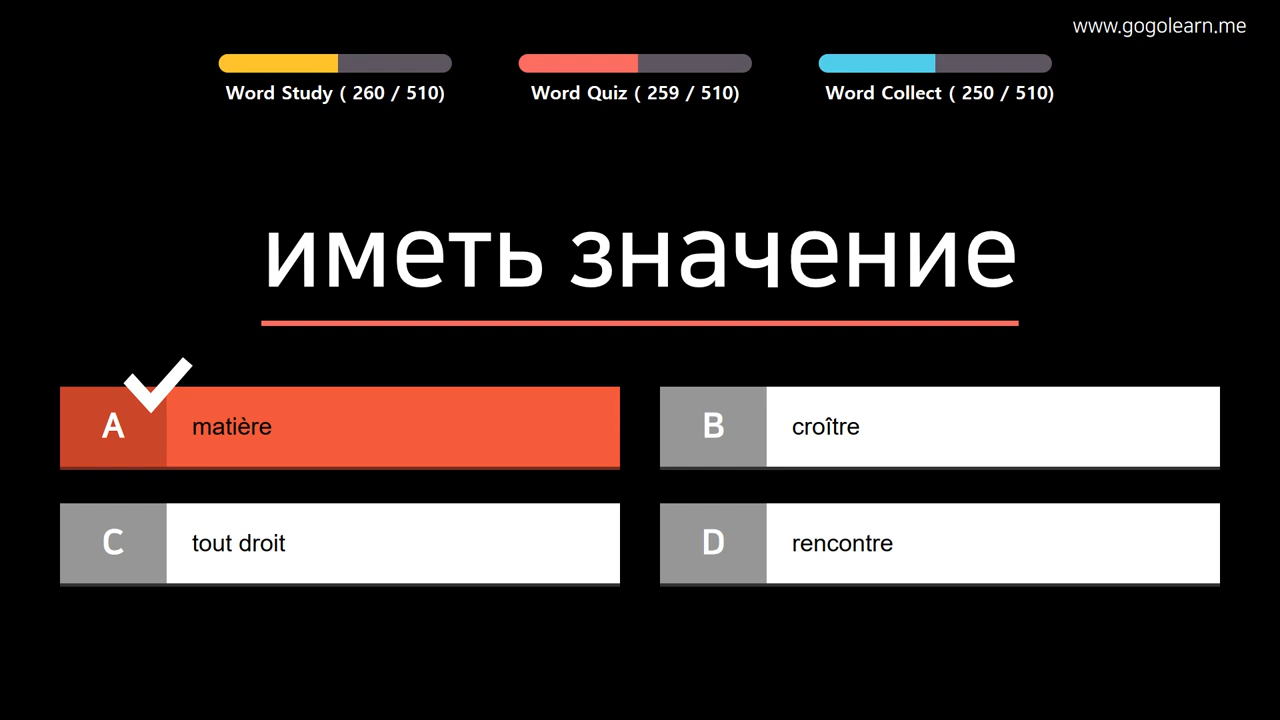 www.gogolearn.me
Word Study ( 260 / 510)
Word Quiz ( 259 / 510)
Word Collect ( 250 / 510)
иметь значение
A matière
B croître
C tout droit
D rencontre